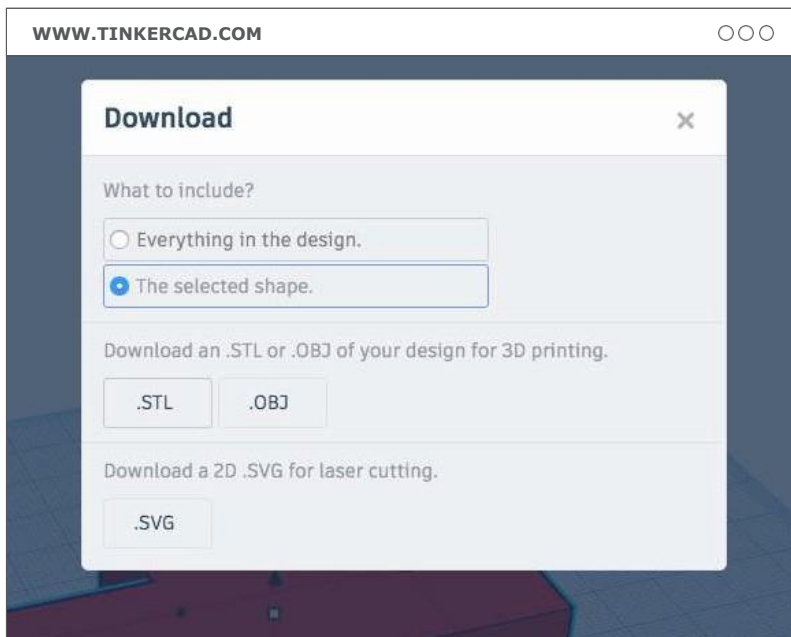 WWW.TINKERCAD.COM
Download
What to include?
Everything in the design.
The selected shape.
Download an .STL or .OBJ of your design for 3D printing.
.STL .OBJ
Download a 2D .SVG for laser cutting.
.SVG